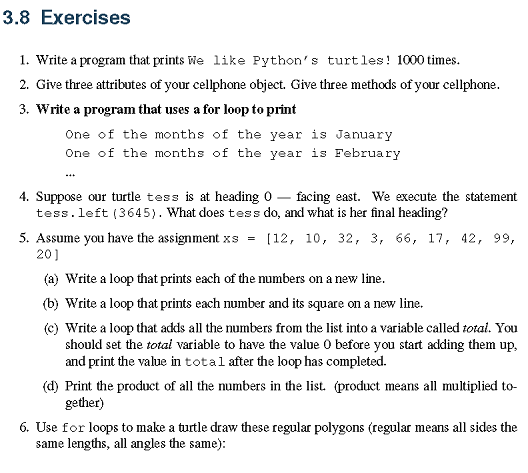 3.8 Exercises
1. Write a program that prints We like Python's turtles! 1000 times.
2. Give three attributes of your cellphone object. Give three methods of your cellphone.
3. Write a program that uses a for loop to print
One of the months of the year is January
One of the months of the year is February
...
4. Suppose our turtle tess is at heading 0 — facing east. We execute the statement
tess.left(3645). What does tess do, and what is her final heading?
5. Assume you have the assignment xs = [12, 10, 32, 3, 66, 17, 42, 99,
20]
(a) Write a loop that prints each of the numbers on a new line.
(b) Write a loop that prints each number and its square on a new line.
(c) Write a loop that adds all the numbers from the list into a variable called total. You
should set the total variable to have the value 0 before you start adding them up,
and print the value in total after the loop has completed.
(d) Print the product of all the numbers in the list. (product means all multiplied to-
gether)
6. Use for loops to make a turtle draw these regular polygons (regular means all sides the
same lengths, all angles the same):